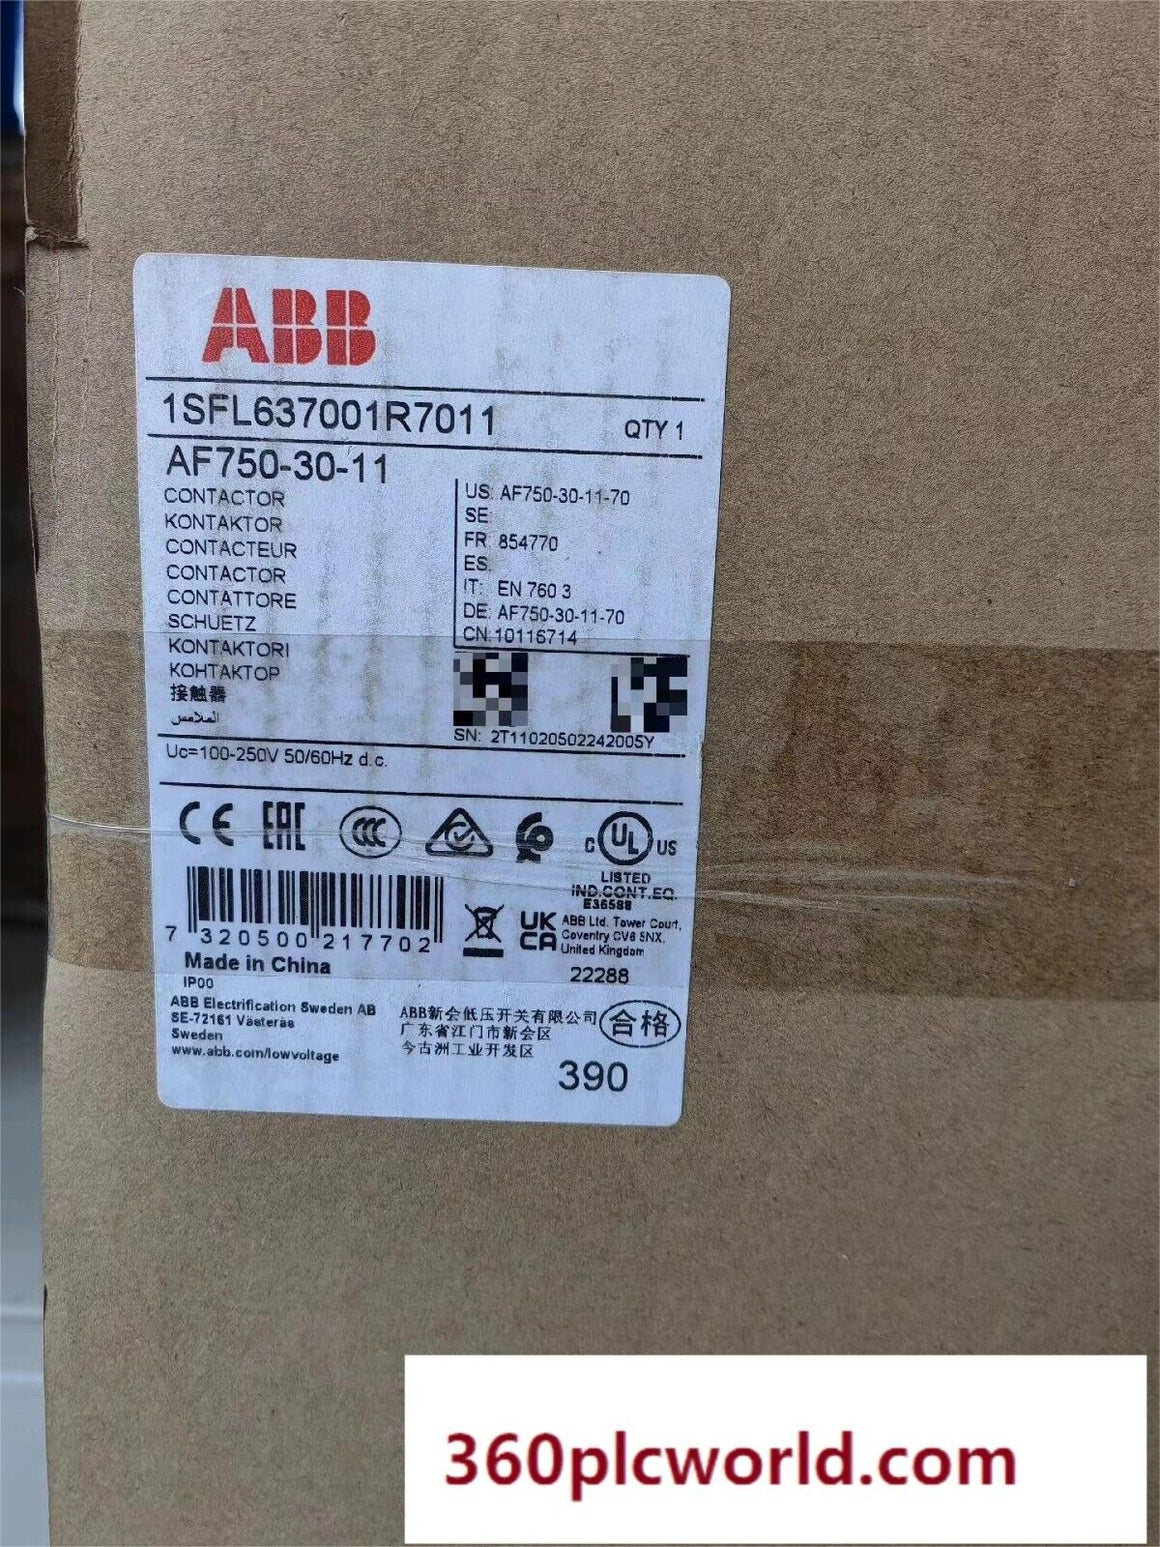 ABB
1SFL637001R7011
QTY 1
AF750-30-11
CONTACTOR
KONTAKTOR
CONTACTEUR
CONTACTOR
CONTATTORE
SCHUETZ
KONTAKTORI
КОНТАКТОР
接触器
الملامس
US: AF750-30-11-70
SE:
FR: 854770
ES:
IT: EN 760 3
DE: AF750-30-11-70
CN:10116714
SN: 2T11020502242005Y
Uc=100-250V 50/60Hz d.c.
CE EAC CCC
C UL US
LISTED
IND.CONT.EQ.
E36588
7 320500 217702
UK
CA
ABB Ltd. Tower Court,
Coventry CV6 5NX,
United Kingdom
Made in China
22288
IP00
ABB Electrification Sweden AB
SE-72161 Västerås
Sweden
www.abb.com/lowvoltage
ABB新会低压开关有限公司
广东省江门市新会区
今古洲工业开发区
合格
390
360plcworld.com